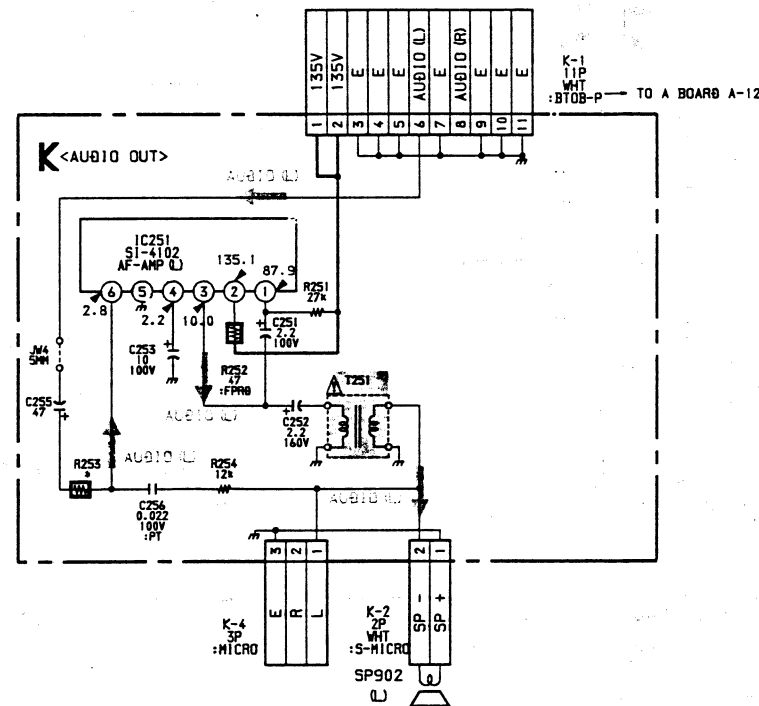 135V
135V
E
E
E
AUDIO (L)
E
AUDIO (R)
E
E
E
1
2
3
4
5
6
7
8
9
10
11
K-1
11P
WHT
:BTOB-P
TO A BOARD A-12
K <AUDIO OUT>
AUDIO (L)
IC251
SI-4102
AF-AMP (L)
135.1
87.9
6
5
4
3
2
1
2.8
2.2
10.0
R251
27k
C251
2.2
100V
JW4
5MM
C253
10
100V
R252
47
:FPRD
T251
C255
47
AUDIO (L)
C252
2.2
160V
AUDIO (L)
R253
*
R254
12k
AUDIO (L)
C256
0.022
100V
:PT
3
2
1
2
1
E
R
L
SP -
SP +
K-4
3P
:MICRO
K-2
2P
WHT
:S-MICRO
SP902
(L)